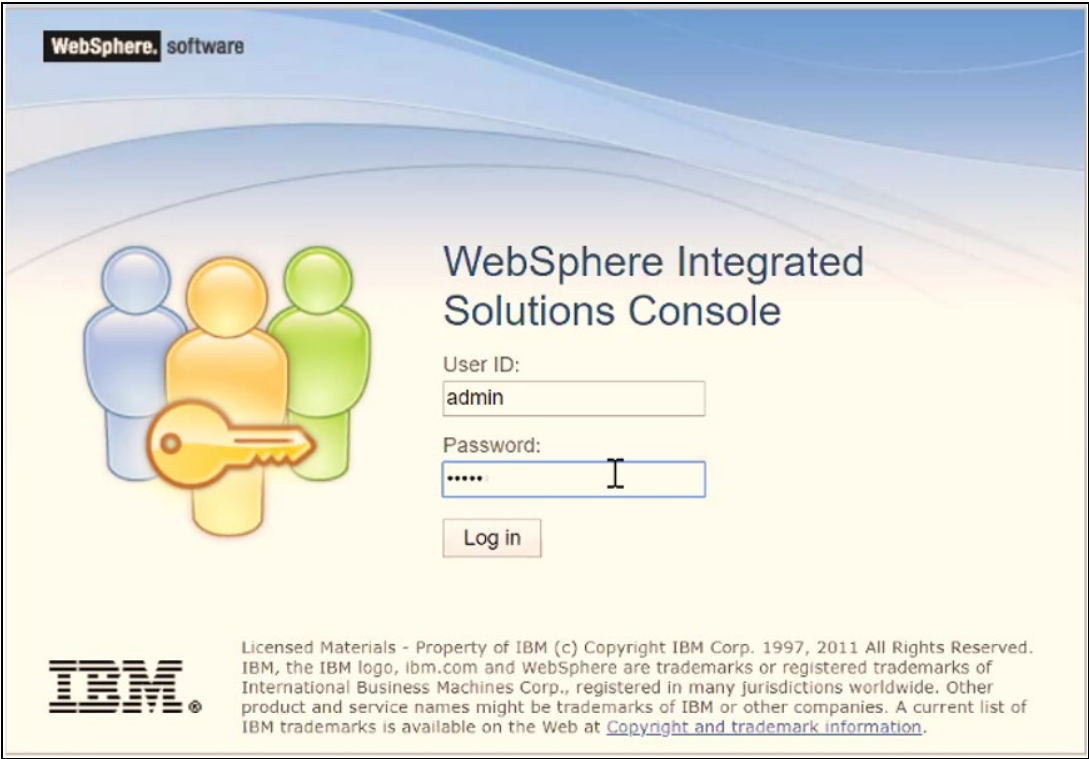 WebSphere. software
WebSphere Integrated
Solutions Console
User ID:
admin
Password:
•••••
Log in
Licensed Materials - Property of IBM (c) Copyright IBM Corp. 1997, 2011 All Rights Reserved.
IBM, the IBM logo, ibm.com and WebSphere are trademarks or registered trademarks of
International Business Machines Corp., registered in many jurisdictions worldwide. Other
product and service names might be trademarks of IBM or other companies. A current list of
IBM trademarks is available on the Web at Copyright and trademark information.
IBM®